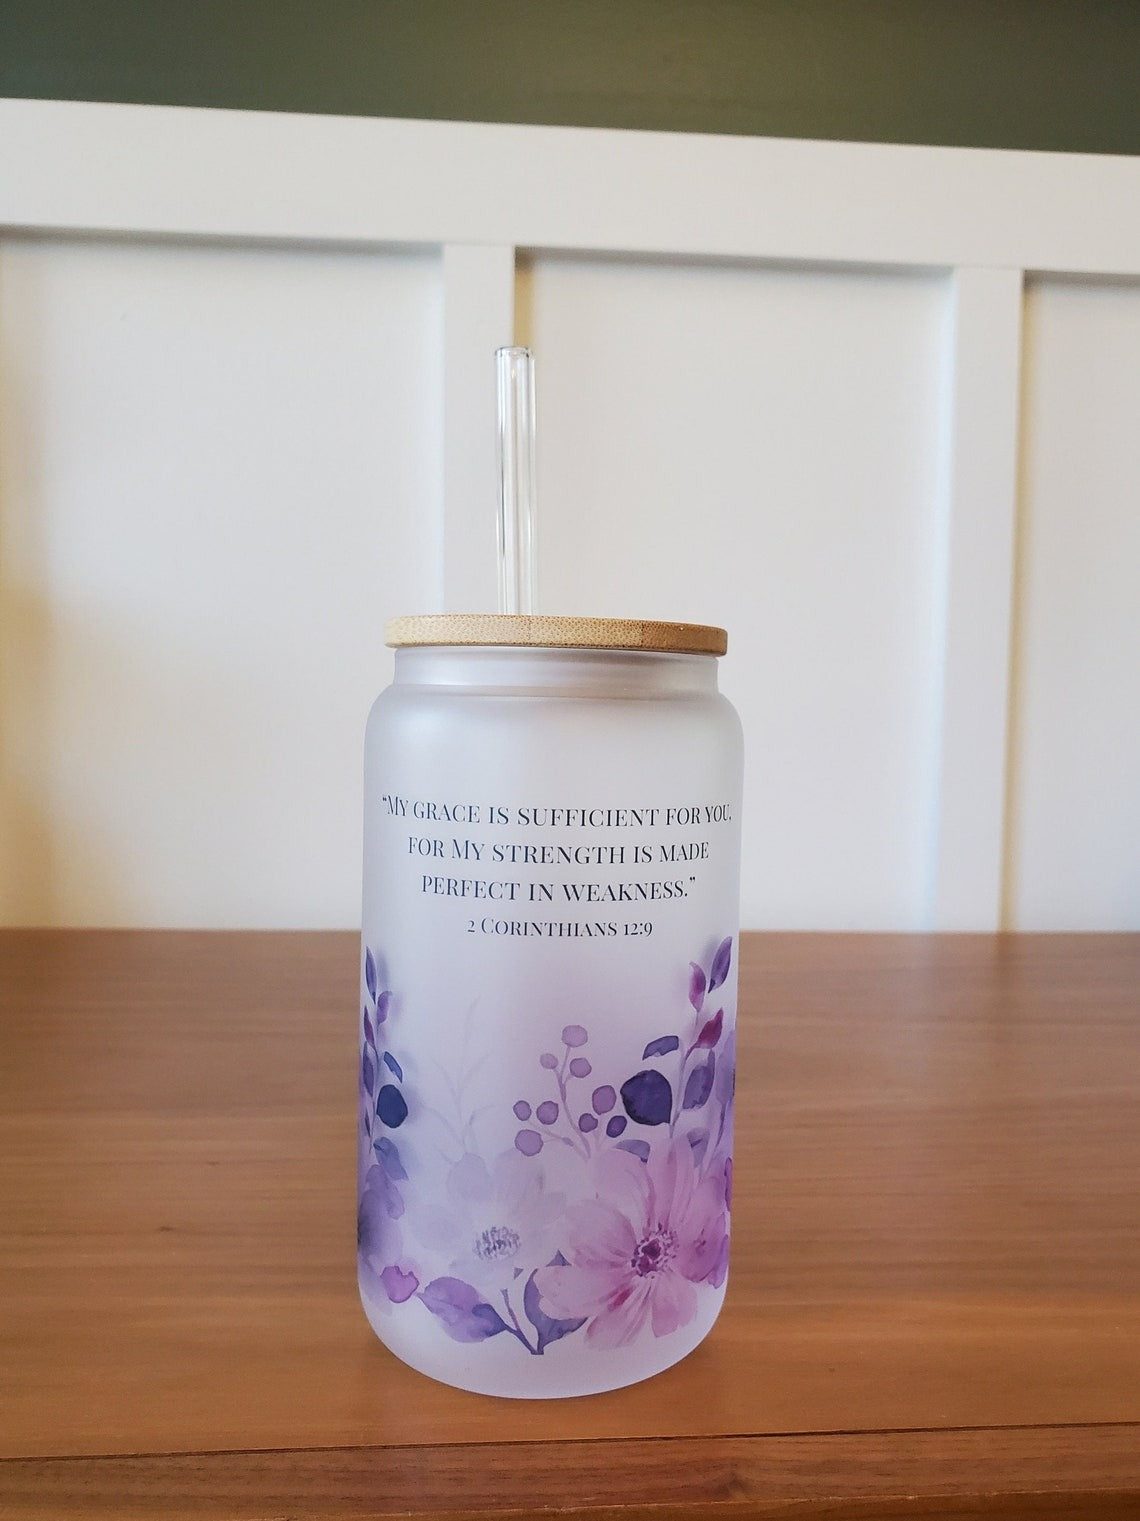 “My grace is sufficient for you,
for My strength is made
perfect in weakness.”
2 Corinthians 12:9